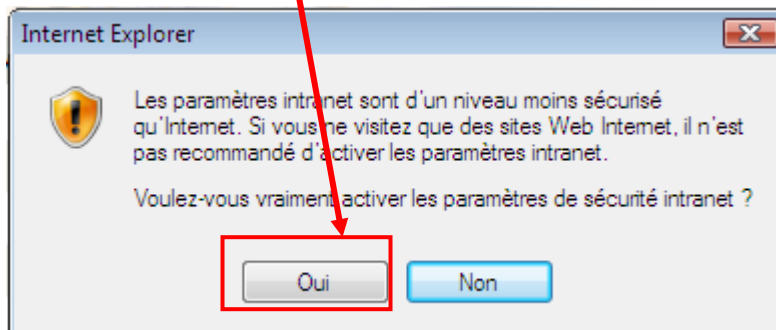 Internet Explorer
Les paramètres intranet sont d'un niveau moins sécurisé
qu'Internet. Si vous ne visitez que des sites Web Internet, il n'est
pas recommandé d'activer les paramètres intranet.
Voulez-vous vraiment activer les paramètres de sécurité intranet ?
Oui
Non